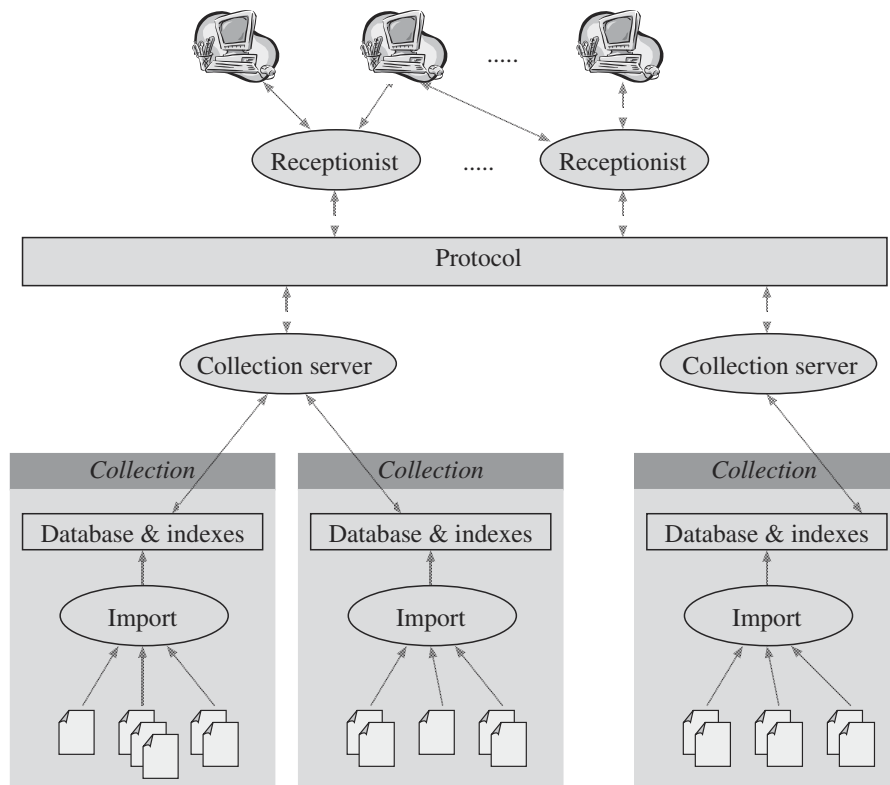 .....
Receptionist
.....
Receptionist
Protocol
Collection server
Collection server
Collection
Collection
Collection
Database & indexes
Database & indexes
Database & indexes
Import
Import
Import